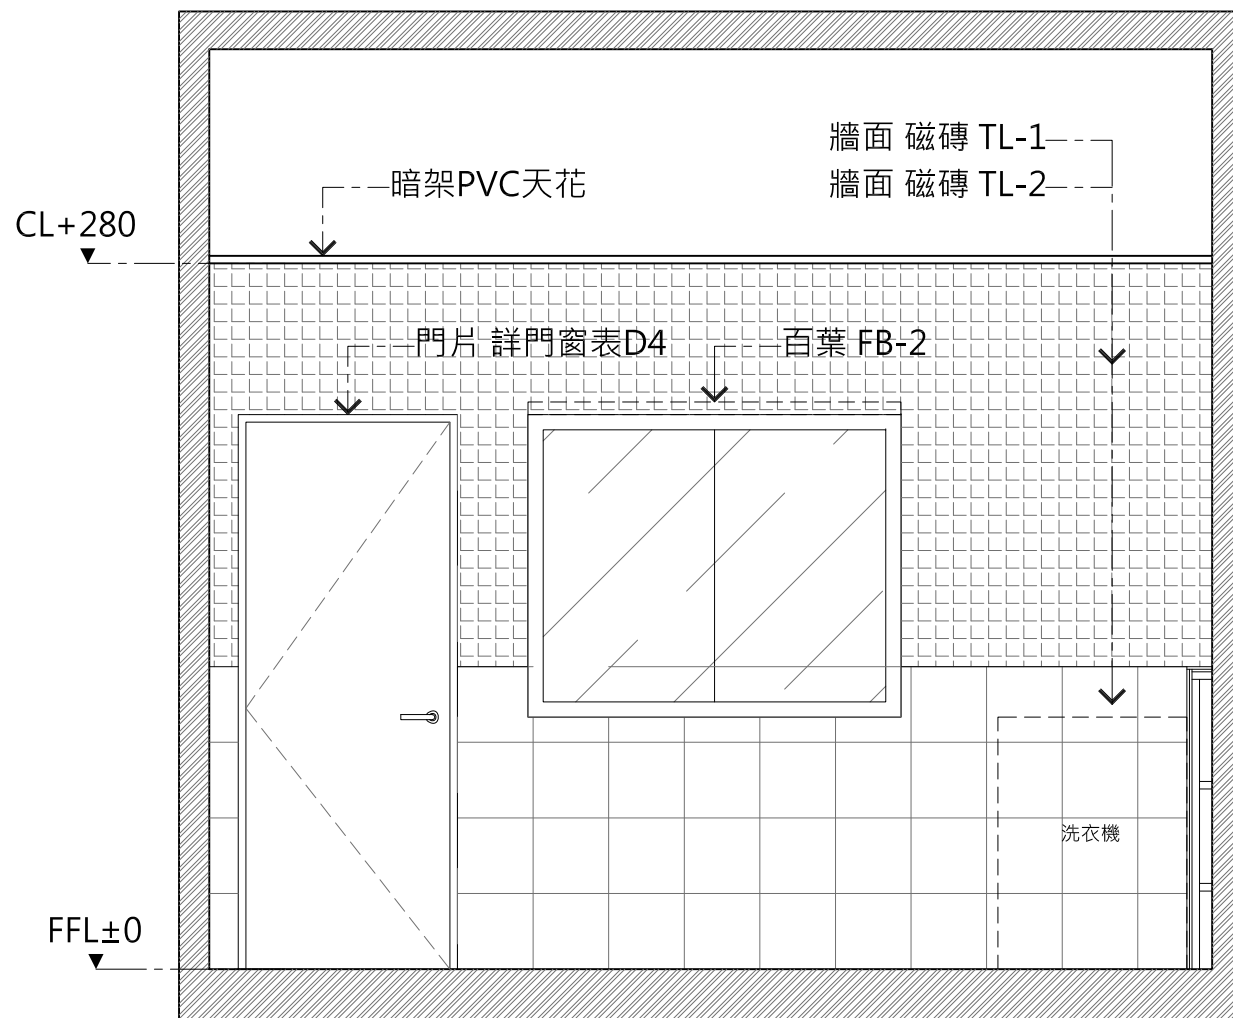 牆面 磁磚 TL-1
暗架PVC天花
牆面 磁磚 TL-2
CL+280
門片 詳門窗表D4
百葉 FB-2
洗衣機
FFL±0